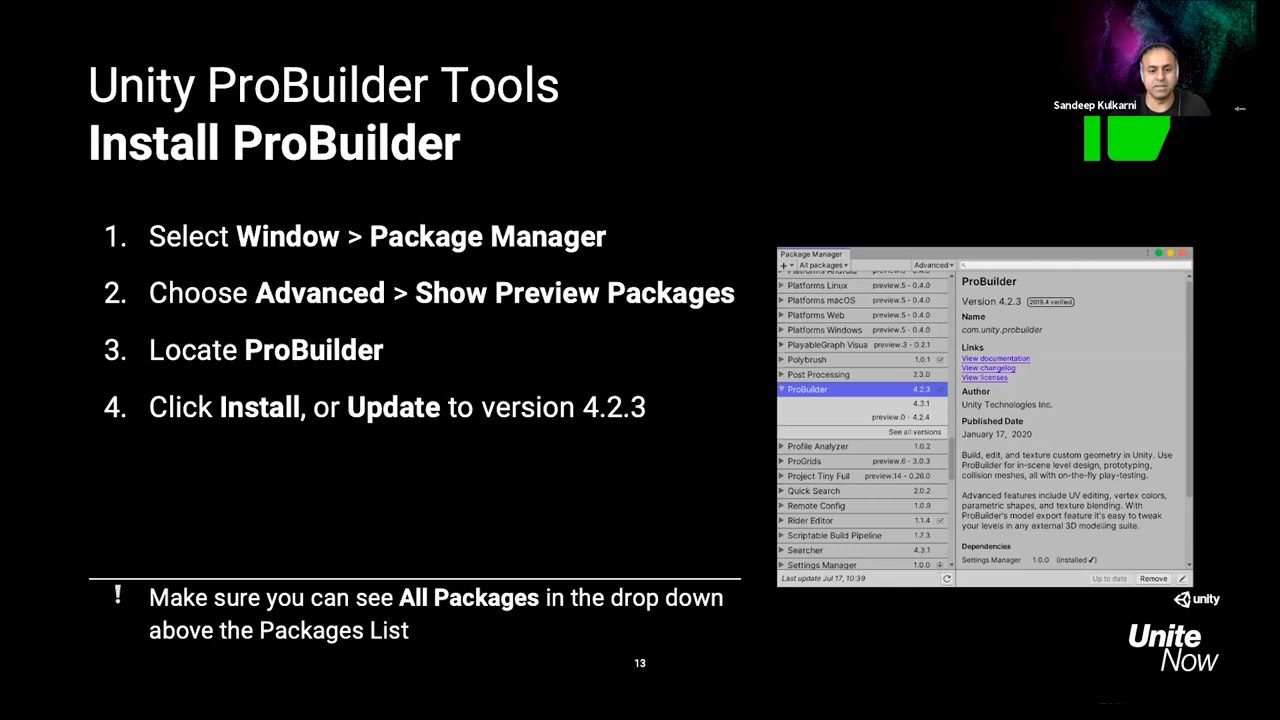 Unity ProBuilder Tools
Install ProBuilder
Sandeep Kulkarni
1. Select Window > Package Manager
2. Choose Advanced > Show Preview Packages
3. Locate ProBuilder
4. Click Install, or Update to version 4.2.3
! Make sure you can see All Packages in the drop down
above the Packages List
Package Manager
+ All packages Advanced
Platforms Linux preview.5 - 0.4.0
Platforms macOS preview.5 - 0.4.0
Platforms Web preview.5 - 0.4.0
Platforms Windows preview.5 - 0.4.0
PlayableGraph Visua preview.3 - 0.2.1
Polybrush 1.0.1
Post Processing 2.3.0
ProBuilder 4.2.3
4.3.1
preview.0 - 4.2.4
See all versions
Profile Analyzer 1.0.2
ProGrids preview.6 - 3.0.3
Project Tiny Full preview.14 - 0.26.0
Quick Search 2.0.2
Remote Config 1.0.9
Rider Editor 1.1.4
Scriptable Build Pipeline 1.7.3
Searcher 4.3.1
Settings Manager 1.0.0
Last update Jul 17, 10:39
ProBuilder
Version 4.2.3 2019.4 verified
Name
com.unity.probuilder
Links
View documentation
View changelog
View licenses
Author
Unity Technologies Inc.
Published Date
January 17, 2020
Build, edit, and texture custom geometry in Unity. Use
ProBuilder for in-scene level design, prototyping,
collision meshes, all with on-the-fly play-testing.
Advanced features include UV editing, vertex colors,
parametric shapes, and texture blending. With
ProBuilder's model export feature it's easy to tweak
your levels in any external 3D modelling suite.
Dependencies
Settings Manager 1.0.0 (installed ✓)
Up to date Remove
unity
Unite
Now
13